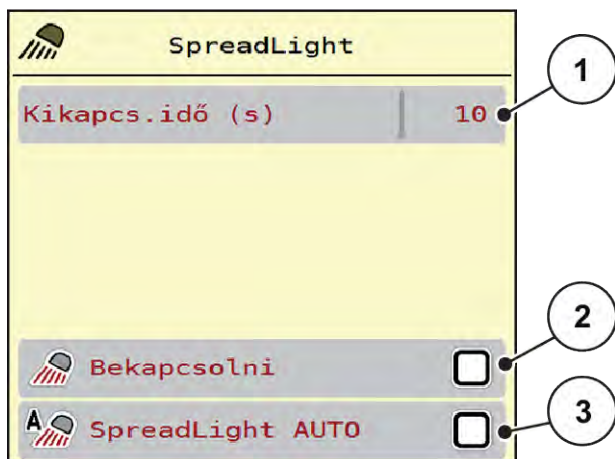 SpreadLight
Kikapcs.idő (s) 10
1
Bekapcsolni
2
A SpreadLight AUTO
3